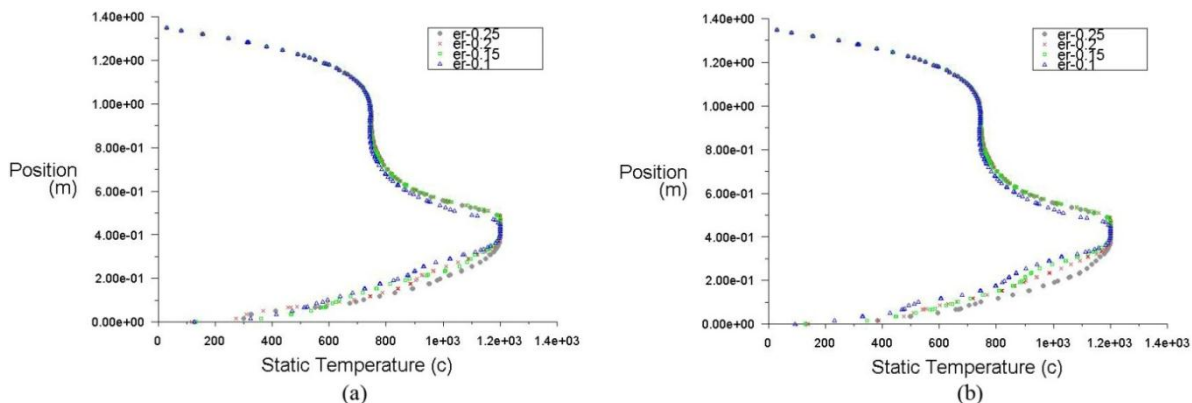 1.40e+00
1.20e+00
1.00e+00
8.00e-01
6.00e-01
4.00e-01
2.00e-01
0.00e+00
Position
(m)
0 200 400 600 800 1.0e+03 1.2e+03 1.4e+03
Static Temperature (c)
er-0.25
er-0.2
er-0.15
er-0.1
(a)
1.40e+00
1.20e+00
1.00e+00
8.00e-01
6.00e-01
4.00e-01
2.00e-01
0.00e+00
Position
(m)
0 200 400 600 800 1.0e+03 1.2e+03 1.4e+03
Static Temperature (c)
er-0.25
er-0.2
er-0.15
er-0.1
(b)